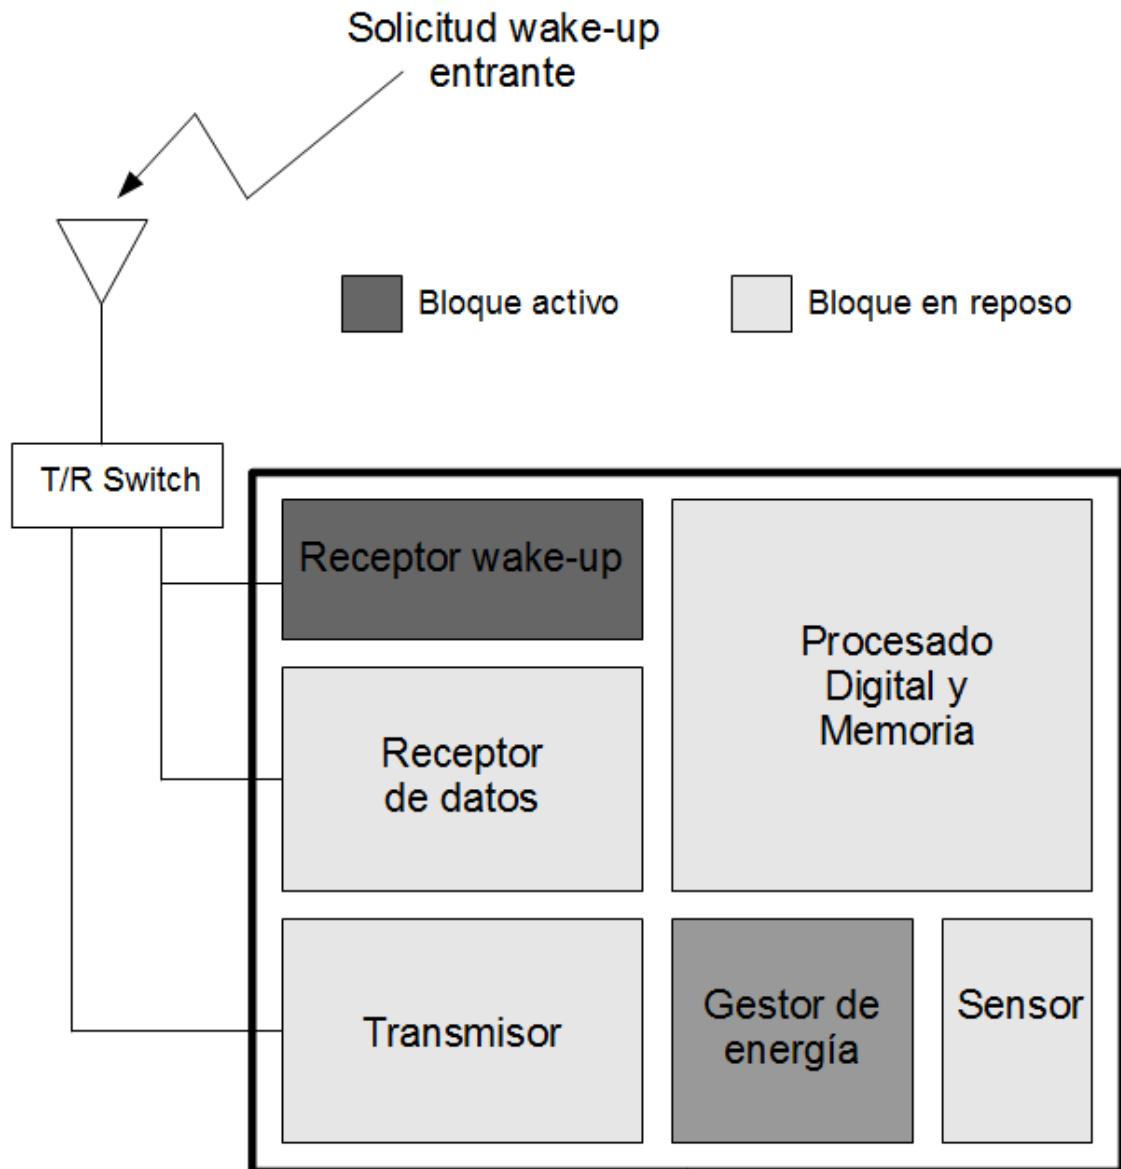 Solicitud wake-up
entrante
Bloque activo
Bloque en reposo
T/R Switch
Receptor wake-up
Procesado
Digital y
Memoria
Receptor
de datos
Transmisor
Gestor de
energía
Sensor